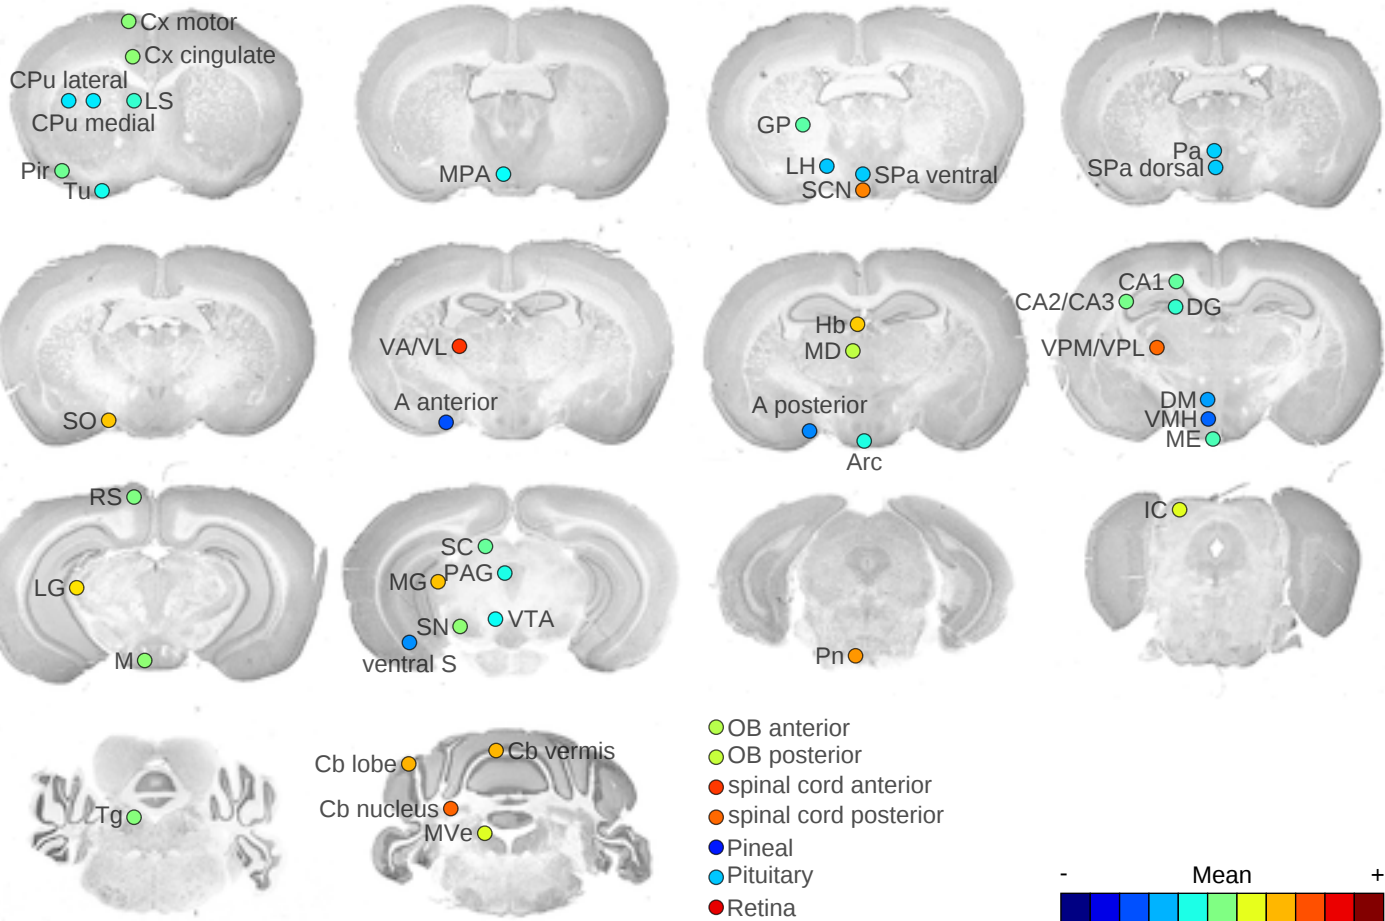 Cx motor
Cx cingulate
CPu lateral
LS
CPu medial
Pir
Tu
MPA
GP
LH
SPa ventral
SCN
Pa
SPa dorsal
SO
VA/VL
A anterior
Hb
MD
A posterior
Arc
CA1
CA2/CA3
DG
VPM/VPL
DM
VMH
ME
RS
LG
M
SC
PAG
MG
VTA
SN
ventral S
Pn
IC
Tg
Cb vermis
Cb lobe
Cb nucleus
MVe
OB anterior
OB posterior
spinal cord anterior
spinal cord posterior
Pineal
Pituitary
Retina
- Mean +